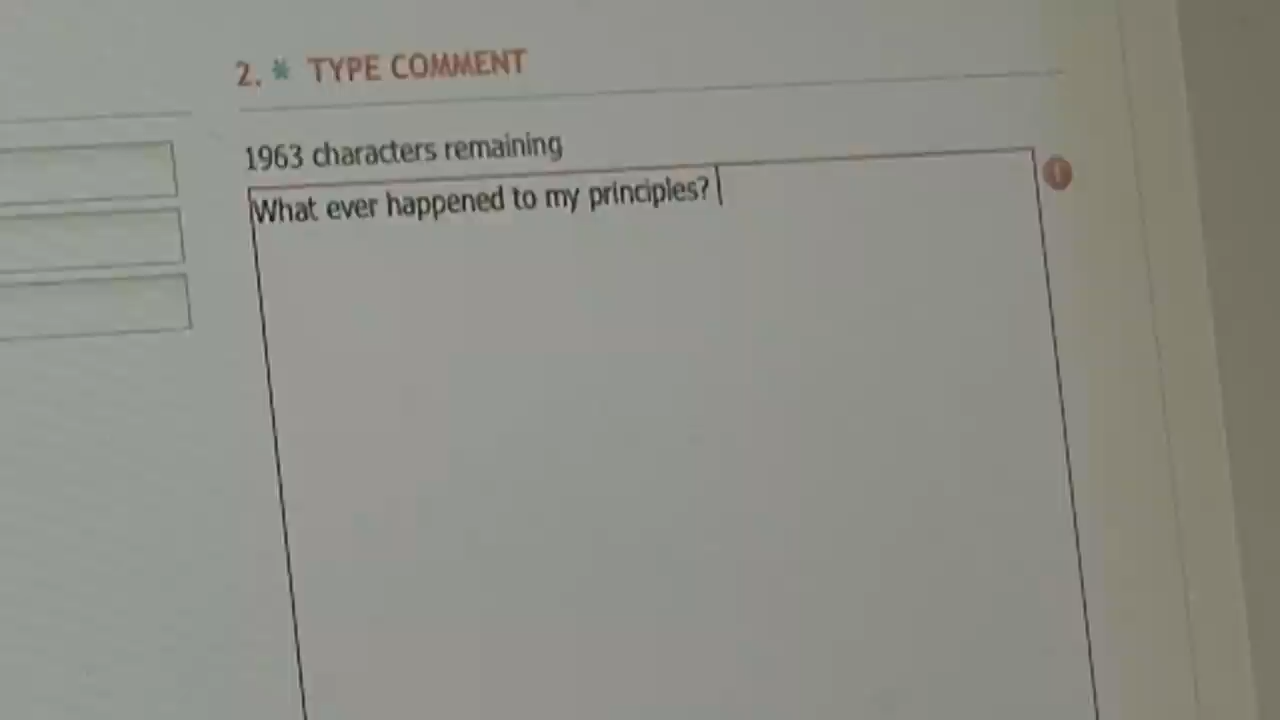 2. * TYPE COMMENT
1963 characters remaining
What ever happened to my principles?